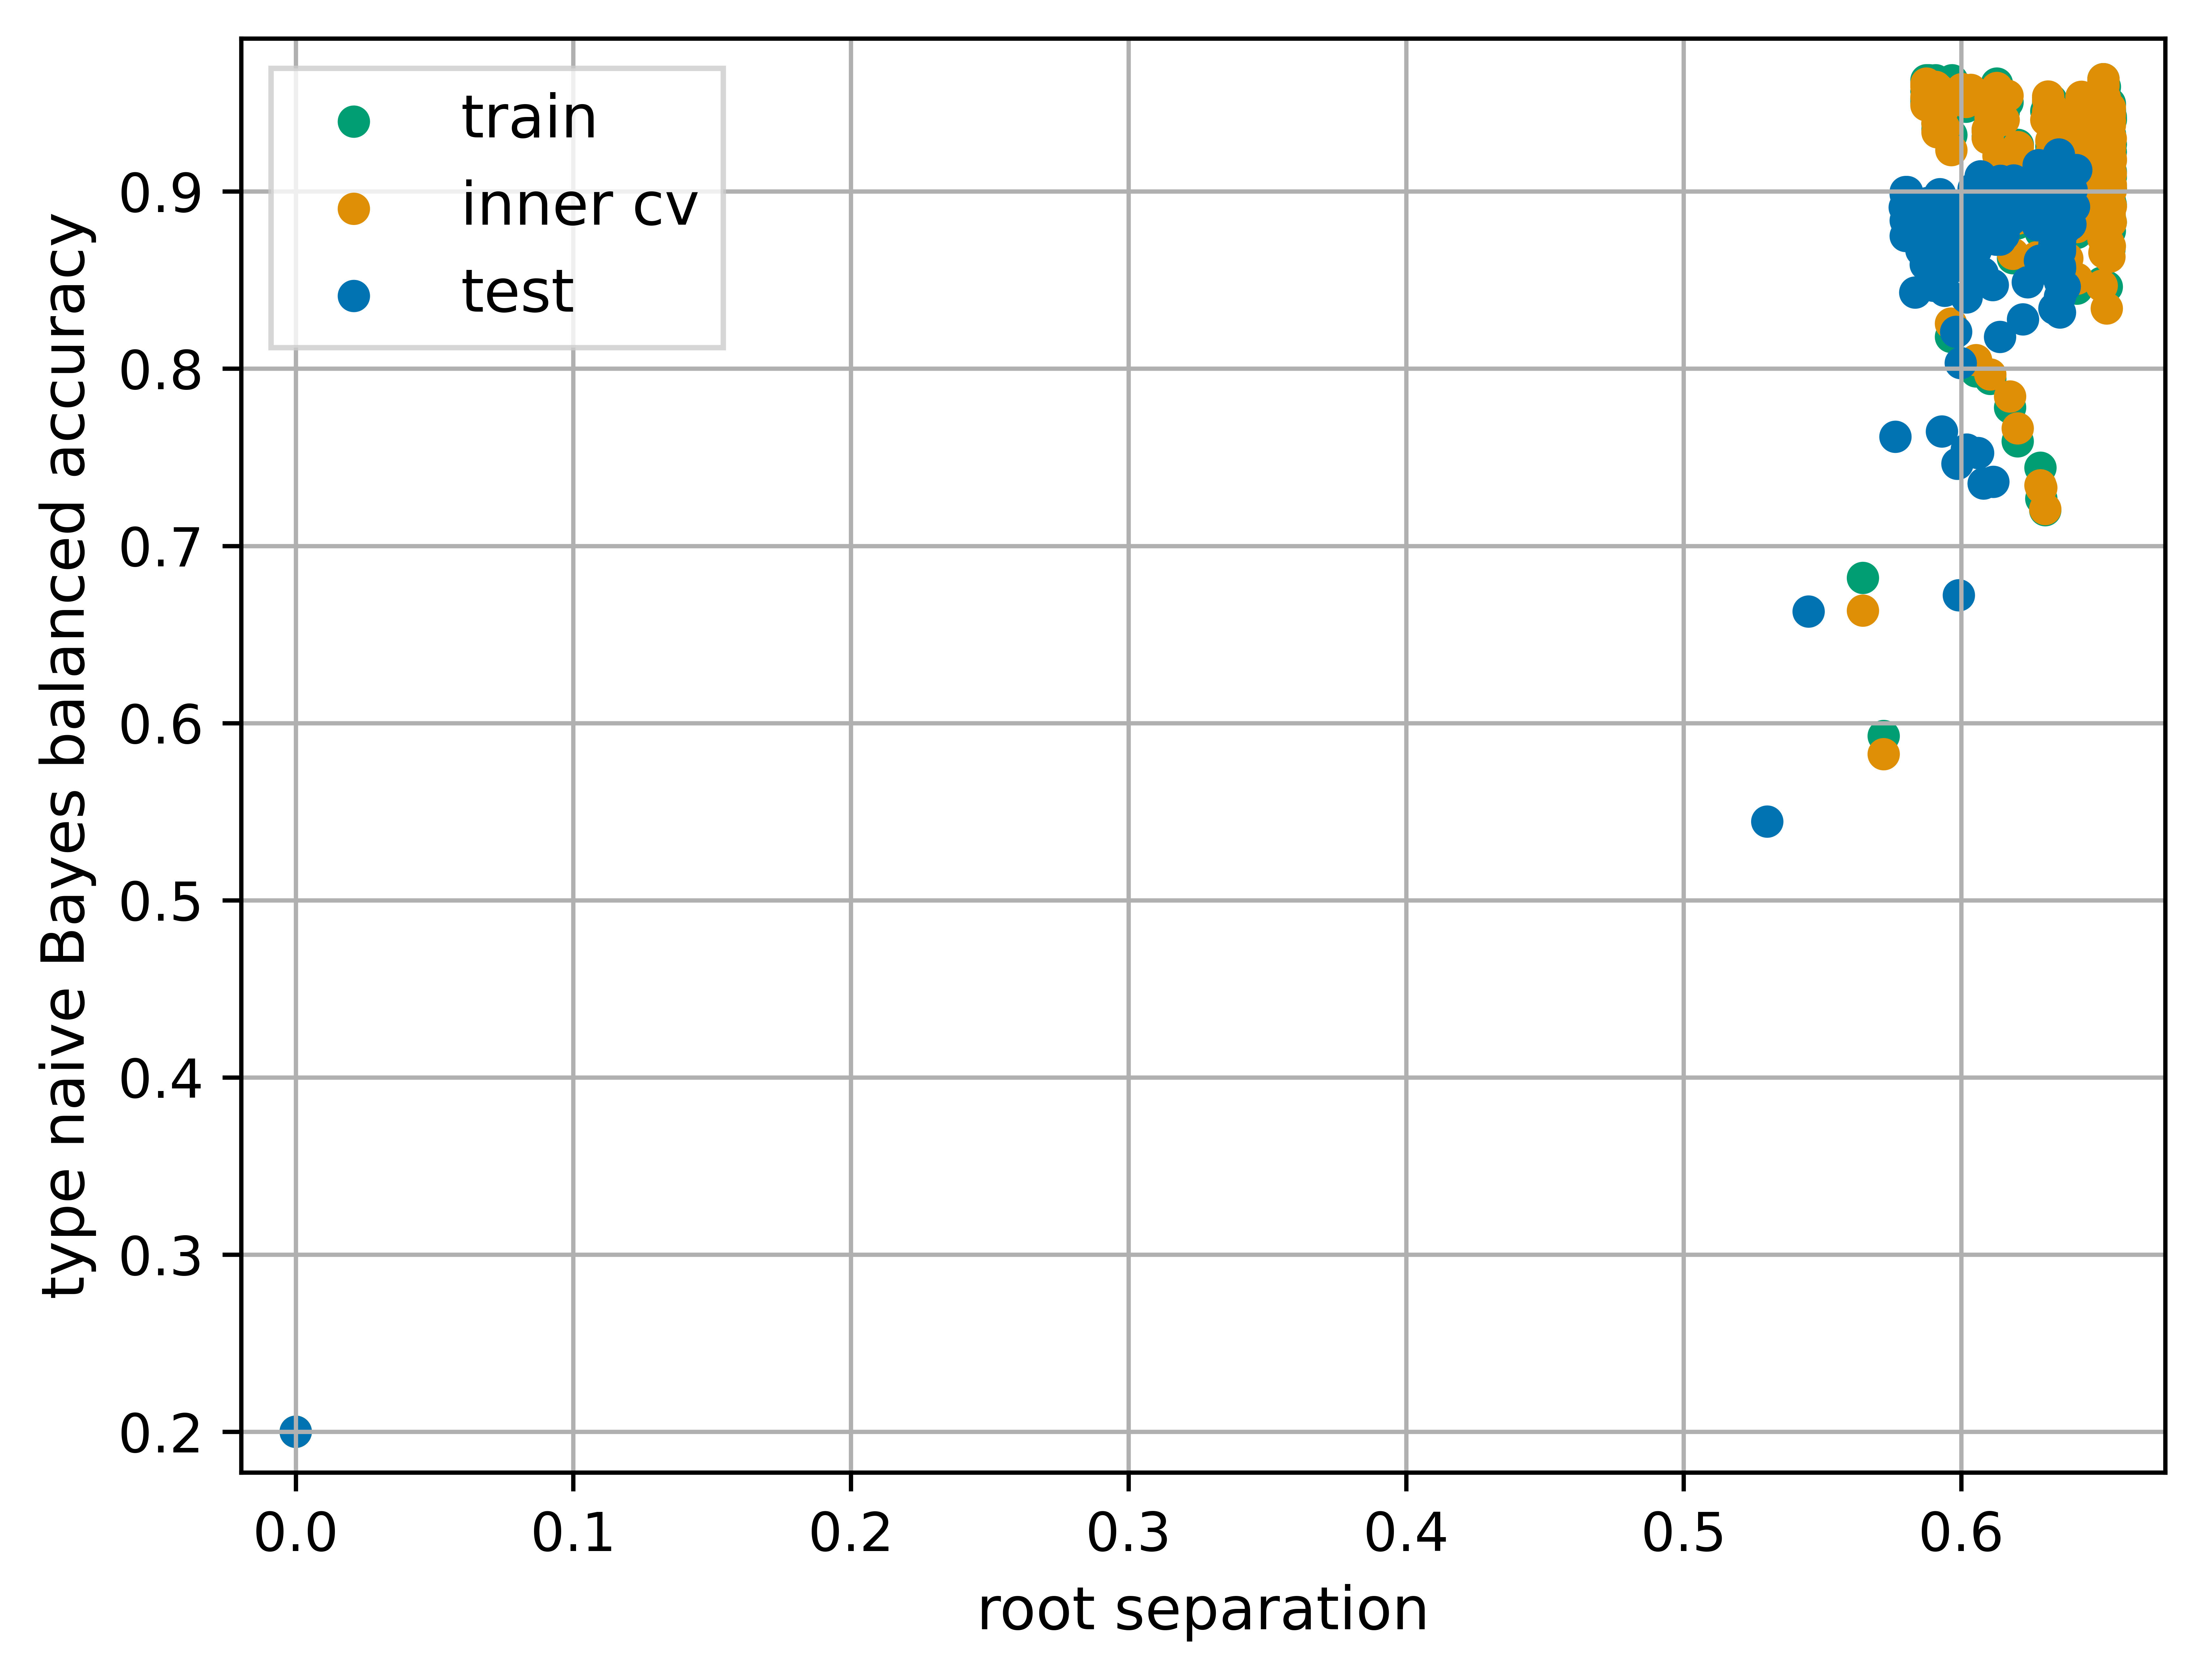 train
inner cv
test
type naive Bayes balanced accuracy
0.9
0.8
0.7
0.6
0.5
0.4
0.3
0.2
0.0 0.1 0.2 0.3 0.4 0.5 0.6
root separation